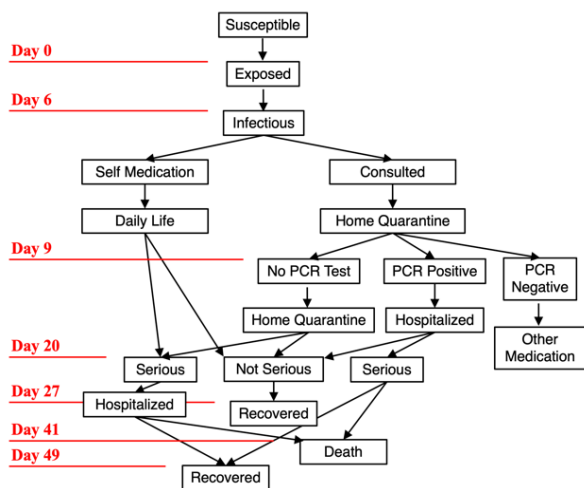 Susceptible
Day 0
Exposed
Day 6
Infectious
Self Medication
Consulted
Daily Life
Home Quarantine
Day 9
No PCR Test
PCR Positive
PCR
Negative
Home Quarantine
Hospitalized
Other
Medication
Day 20
Serious
Not Serious
Serious
Day 27
Hospitalized
Recovered
Day 41
Death
Day 49
Recovered